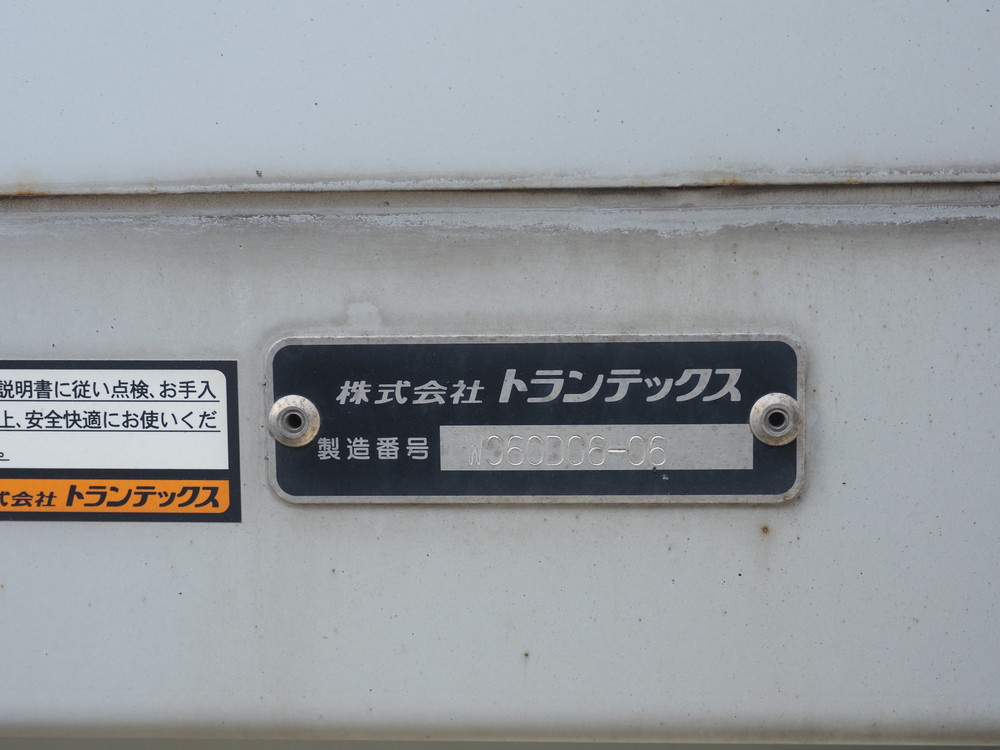 説明書に従い点検、お手入
上、安全快適にお使いくだ
。
式会社 トランテックス
株式会社 トランテックス
製造番号 W060D06-06